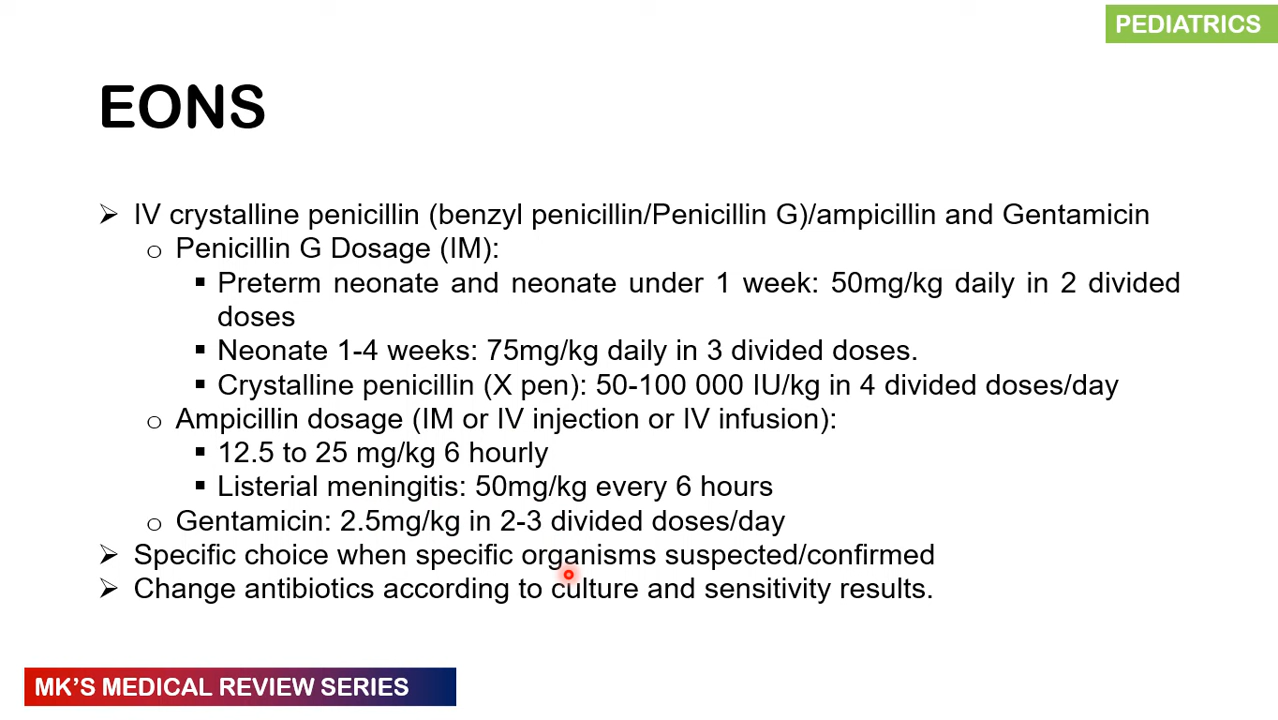 PEDIATRICS
EONS
➢ IV crystalline penicillin (benzyl penicillin/Penicillin G)/ampicillin and Gentamicin
o Penicillin G Dosage (IM):
▪ Preterm neonate and neonate under 1 week: 50mg/kg daily in 2 divided
doses
▪ Neonate 1-4 weeks: 75mg/kg daily in 3 divided doses.
▪ Crystalline penicillin (X pen): 50-100 000 IU/kg in 4 divided doses/day
o Ampicillin dosage (IM or IV injection or IV infusion):
▪ 12.5 to 25 mg/kg 6 hourly
▪ Listerial meningitis: 50mg/kg every 6 hours
o Gentamicin: 2.5mg/kg in 2-3 divided doses/day
➢ Specific choice when specific organisms suspected/confirmed
➢ Change antibiotics according to culture and sensitivity results.
MK'S MEDICAL REVIEW SERIES